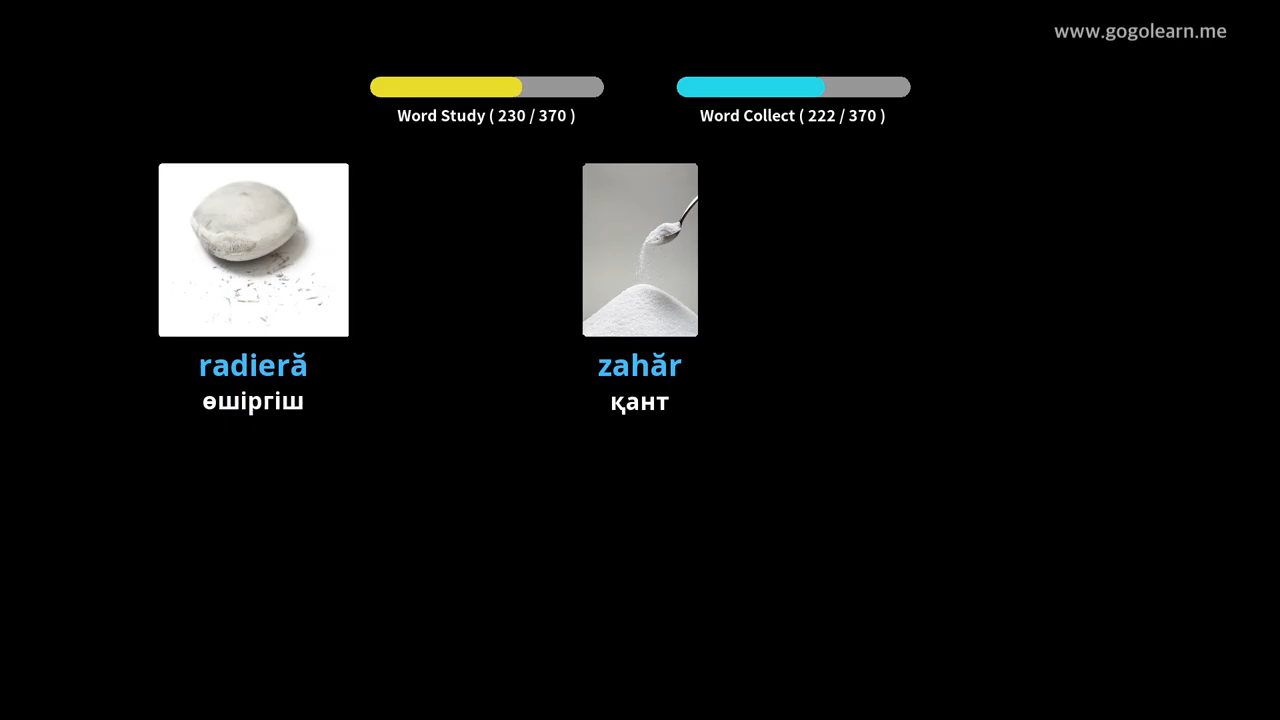 www.gogolearn.me
Word Study ( 230 / 370 )
Word Collect ( 222 / 370 )
radieră
өшіргіш
zahăr
қант